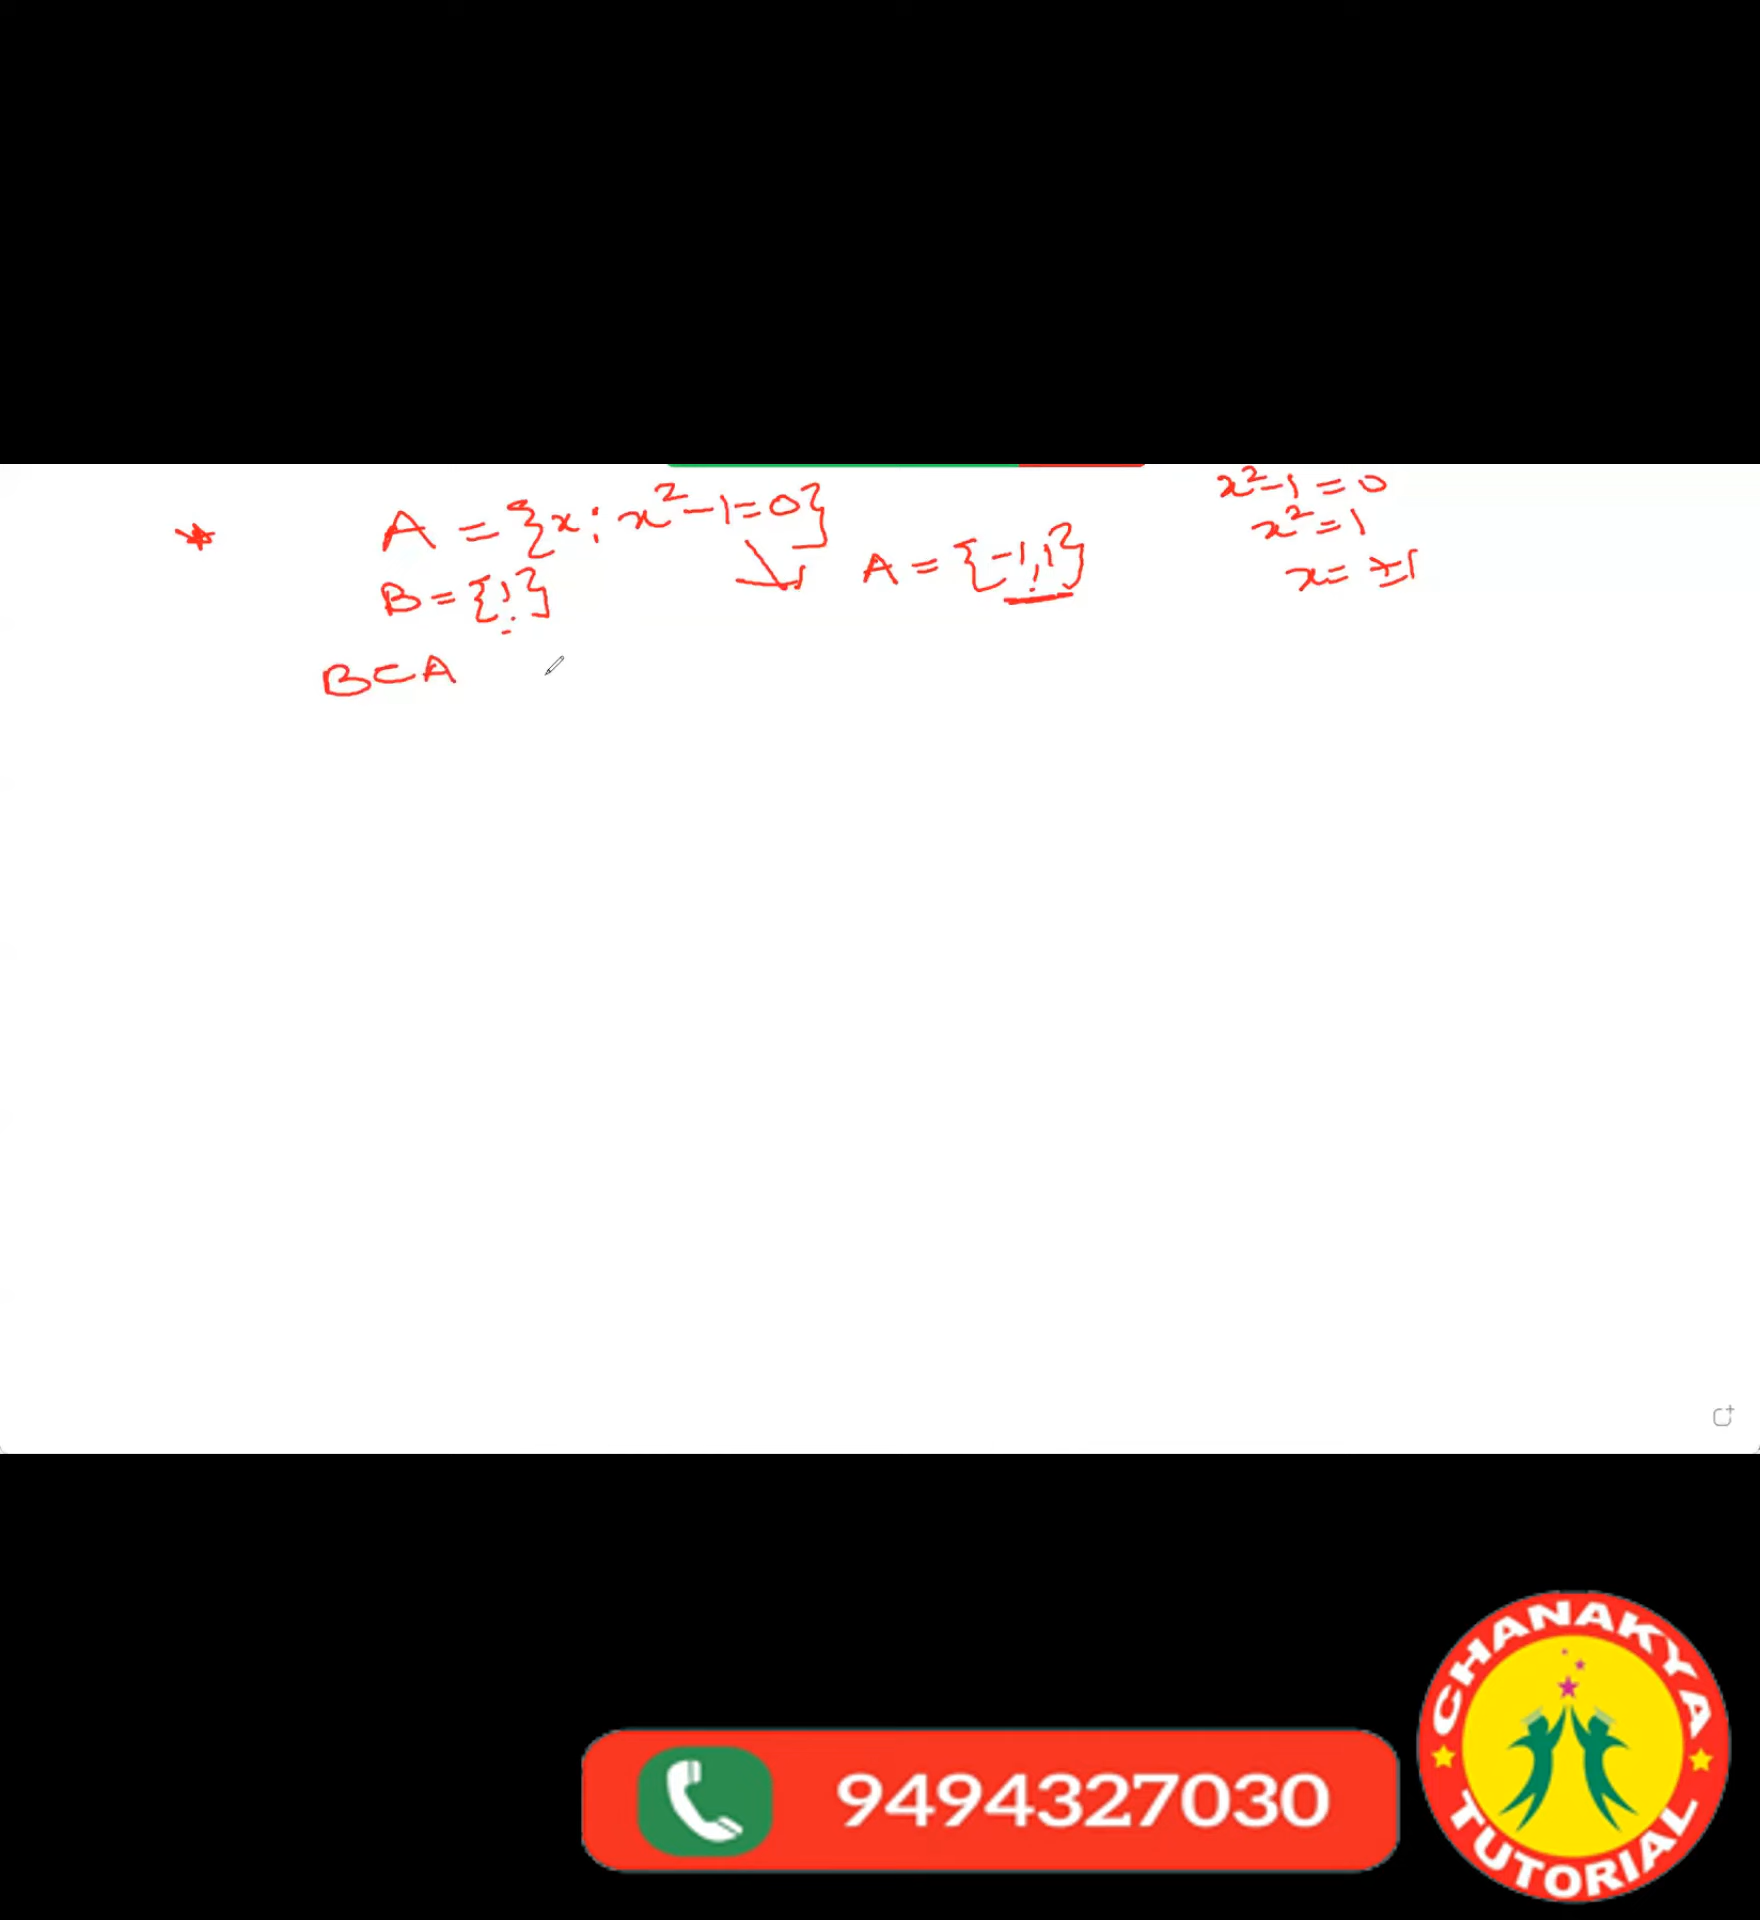 * A = {x : x² - 1 = 0}
B = {1}
A = {-1, 1}
x² - 1 = 0
x² = 1
x = ±1
B ⊂ A
9494327030
CHANAKYA
TUTORIAL